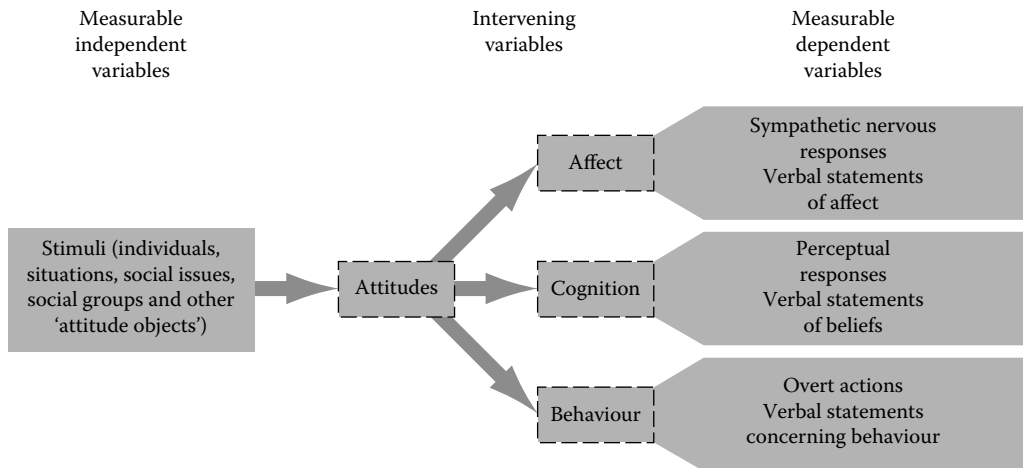 Measurable
independent
variables
Intervening
variables
Measurable
dependent
variables
Stimuli (individuals,
situations, social issues,
social groups and other
‘attitude objects’)
Attitudes
Affect
Sympathetic nervous
responses
Verbal statements
of affect
Cognition
Perceptual
responses
Verbal statements
of beliefs
Behaviour
Overt actions
Verbal statements
concerning behaviour